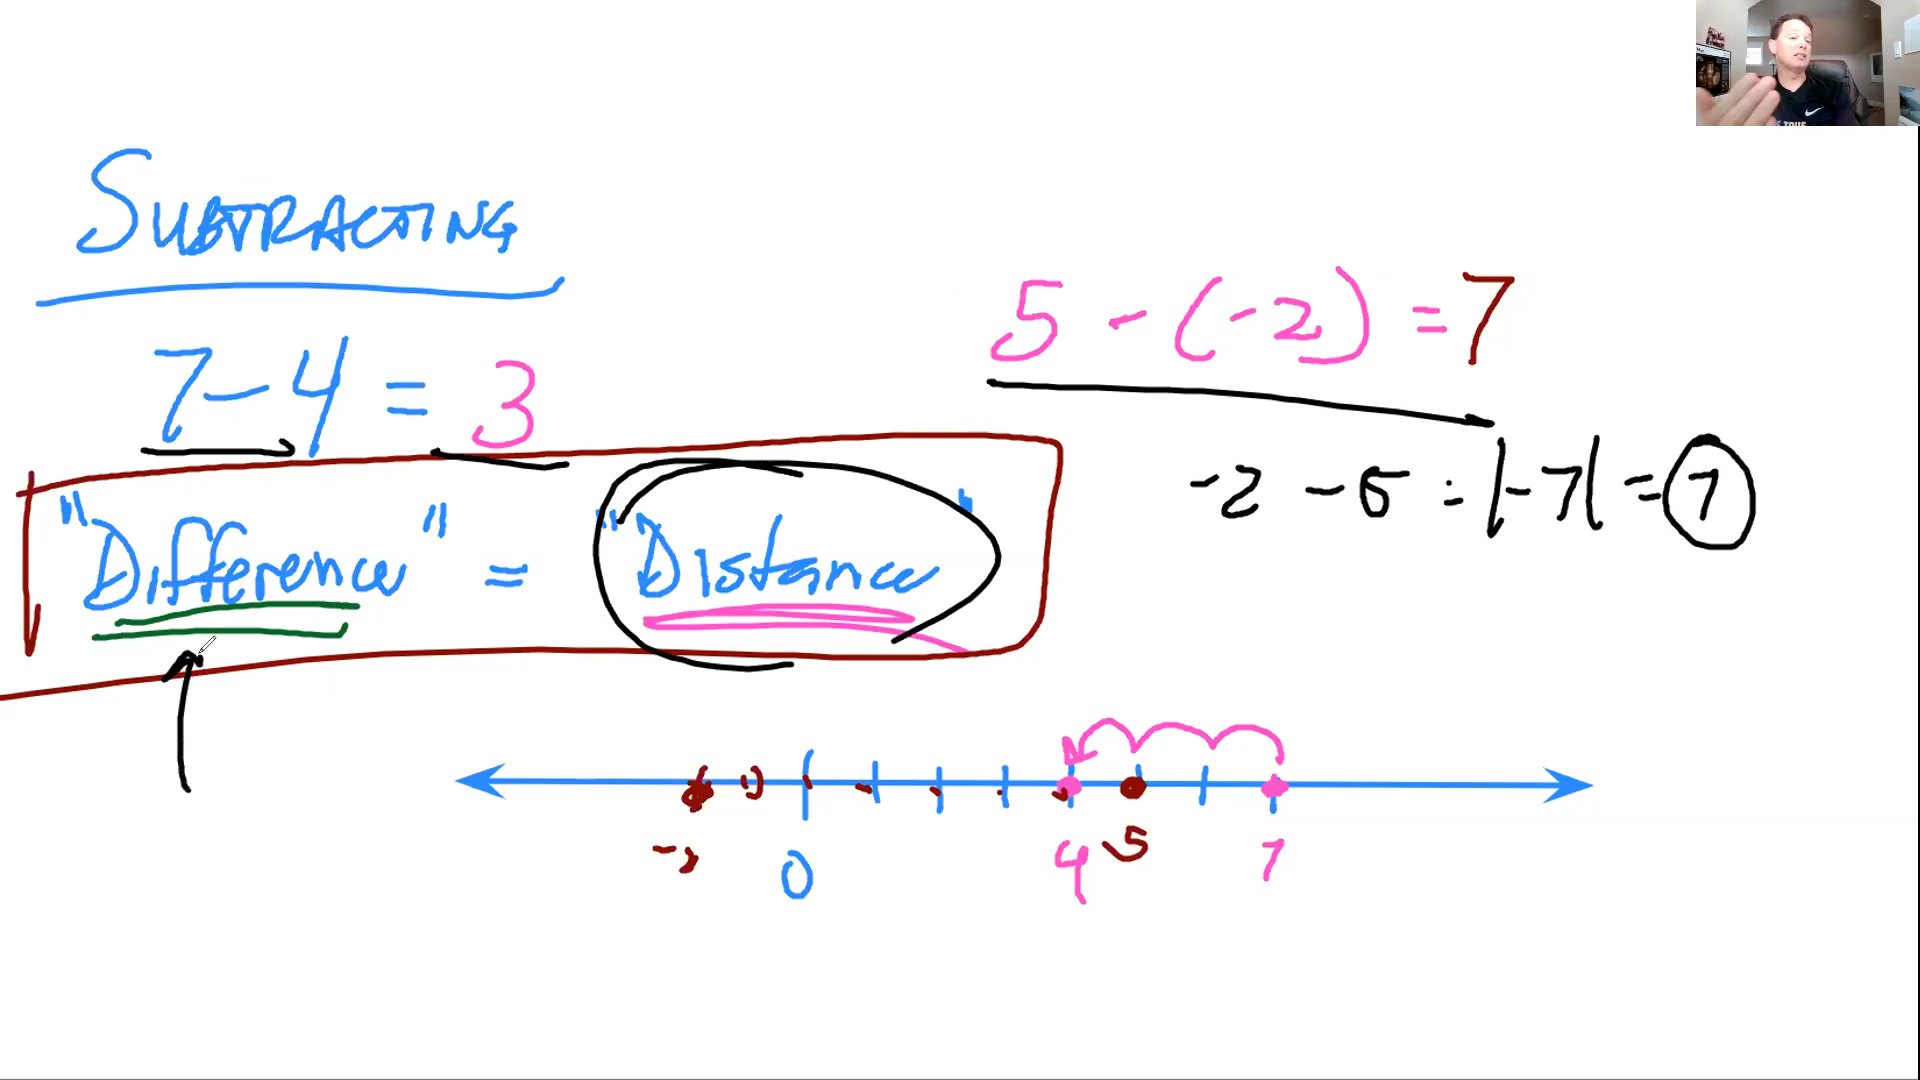 SUBTRACTING
7 - 4 = 3
5 - (-2) = 7
-2 - 5 = |-7| = 7
"Difference" = "Distance"
-2 0 4 5 7